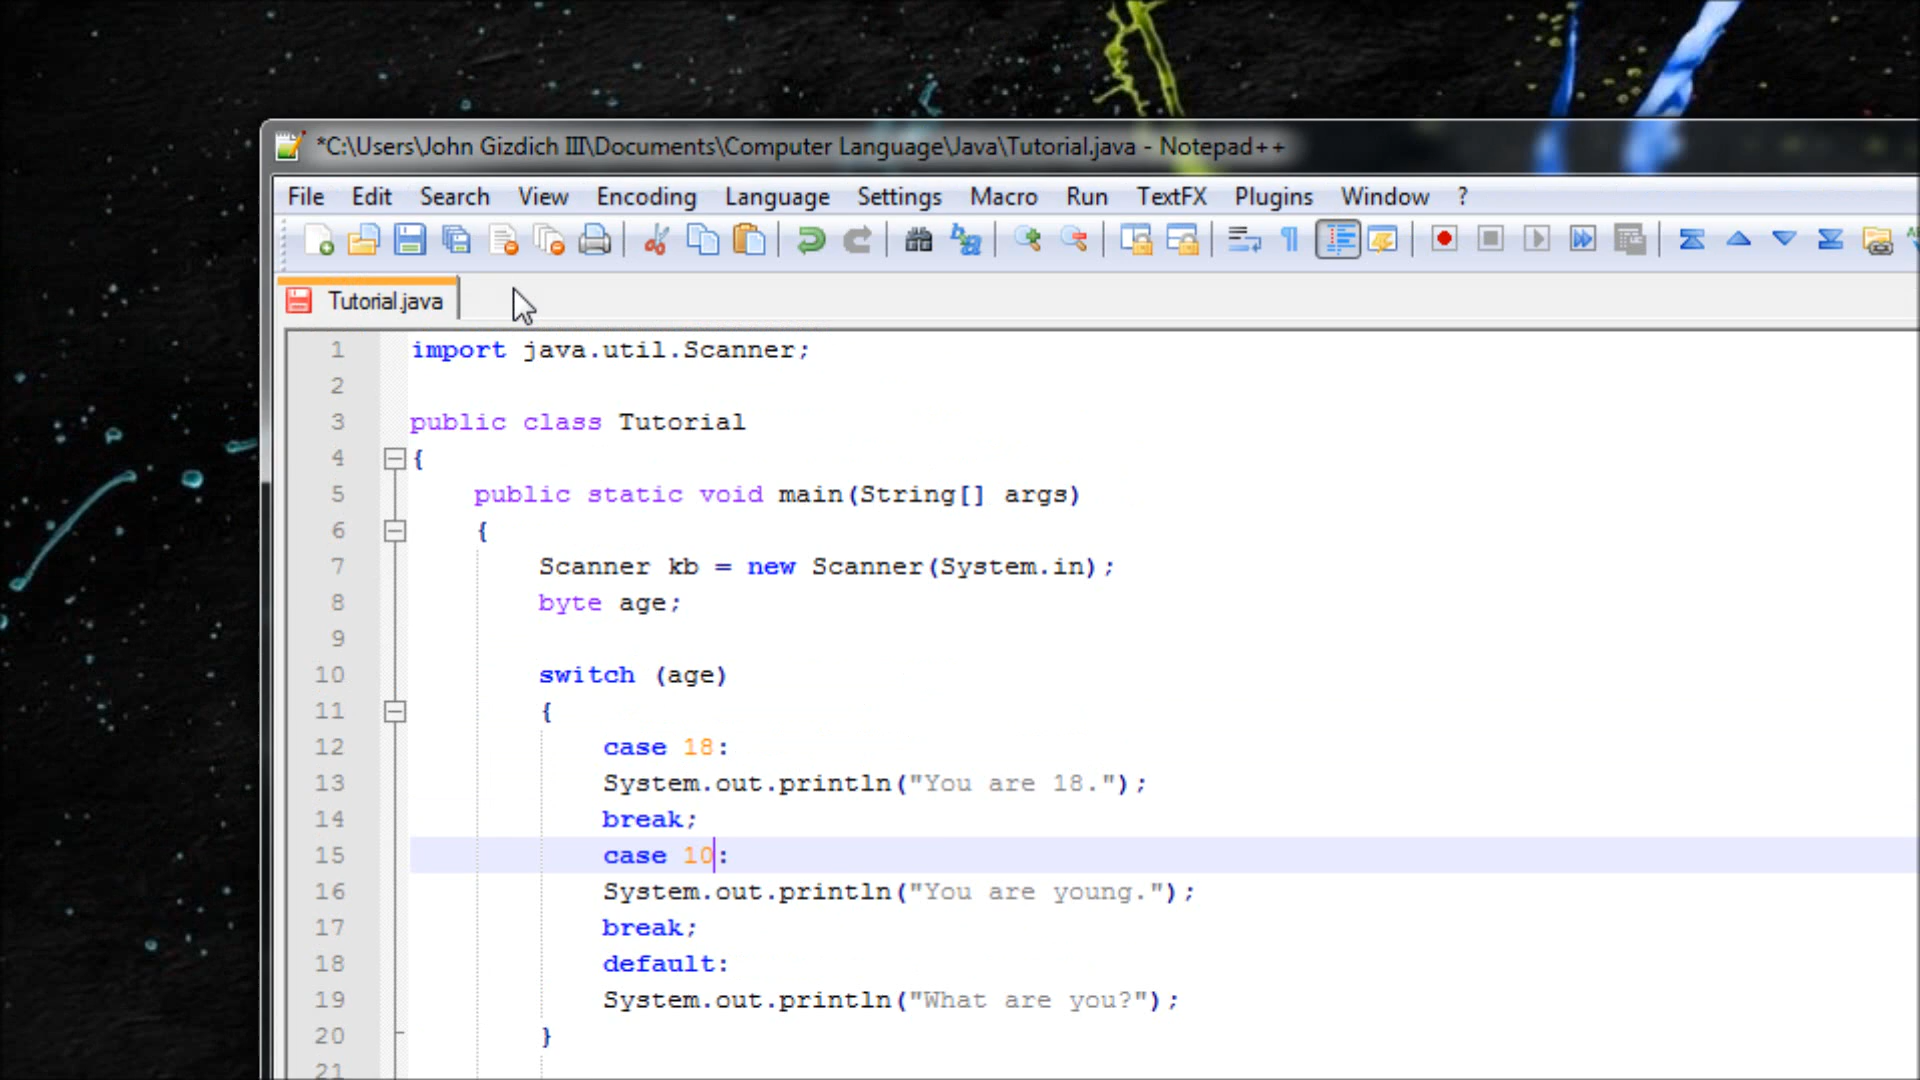 *C:\Users\John Gizdich III\Documents\Computer Language\Java\Tutorial.java - Notepad++
File Edit Search View Encoding Language Settings Macro Run TextFX Plugins Window ?
Tutorial.java
1 import java.util.Scanner;
2
3 public class Tutorial
4 {
5 public static void main(String[] args)
6 {
7 Scanner kb = new Scanner(System.in);
8 byte age;
9
10 switch (age)
11 {
12 case 18:
13 System.out.println("You are 18.");
14 break;
15 case 10:
16 System.out.println("You are young.");
17 break;
18 default:
19 System.out.println("What are you?");
20 }
21